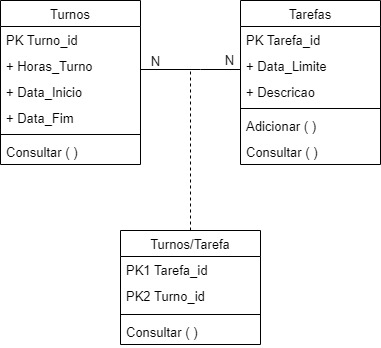 Turnos
PK Turno_id
+ Horas_Turno
+ Data_Inicio
+ Data_Fim
Consultar ( )
N
N
Tarefas
PK Tarefa_id
+ Data_Limite
+ Descricao
Adicionar ( )
Consultar ( )
Turnos/Tarefa
PK1 Tarefa_id
PK2 Turno_id
Consultar ( )